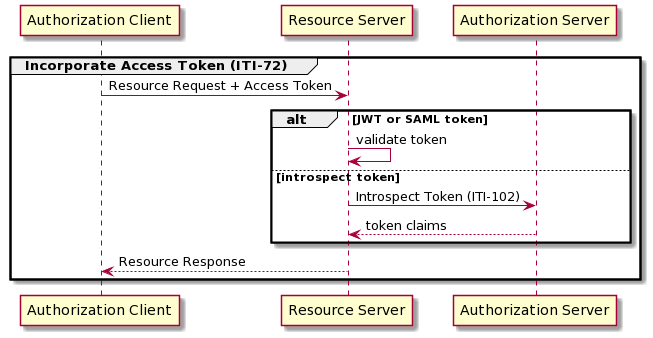 Authorization Client
Resource Server
Authorization Server
Incorporate Access Token (ITI-72)
Resource Request + Access Token
alt
[JWT or SAML token]
validate token
[introspect token]
Introspect Token (ITI-102)
token claims
Resource Response
Authorization Client
Resource Server
Authorization Server